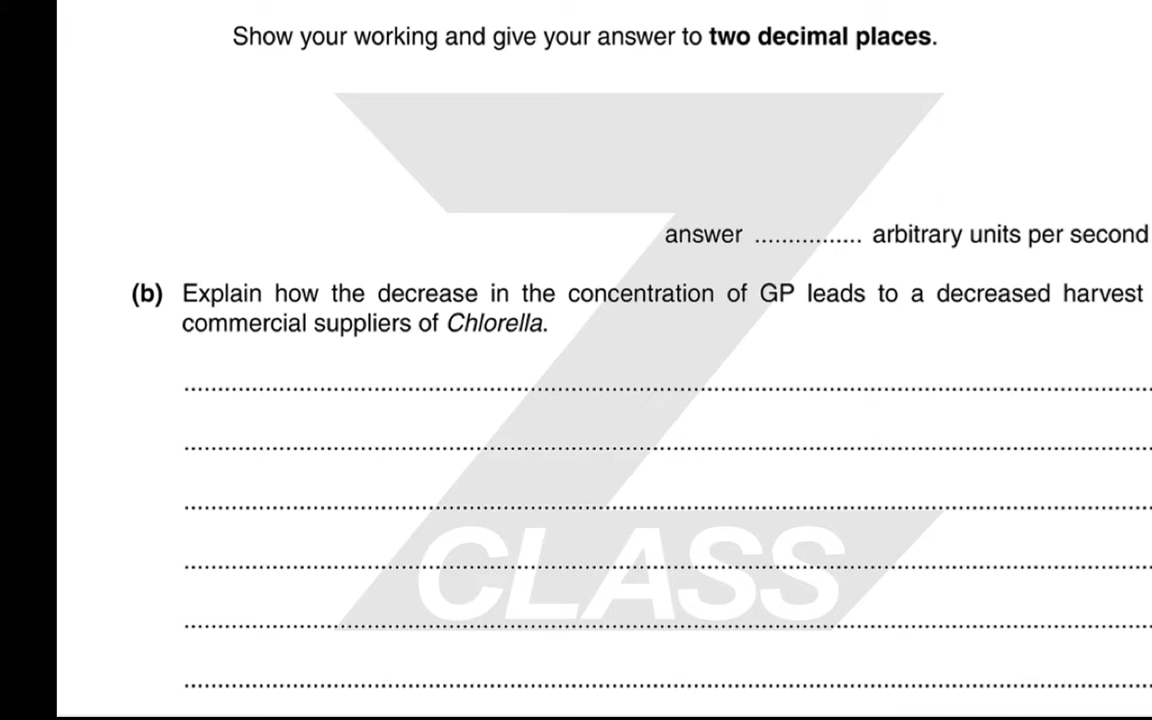 Show your working and give your answer to two decimal places.
answer ................ arbitrary units per second
(b) Explain how the decrease in the concentration of GP leads to a decreased harvest
commercial suppliers of Chlorella.
CLASS